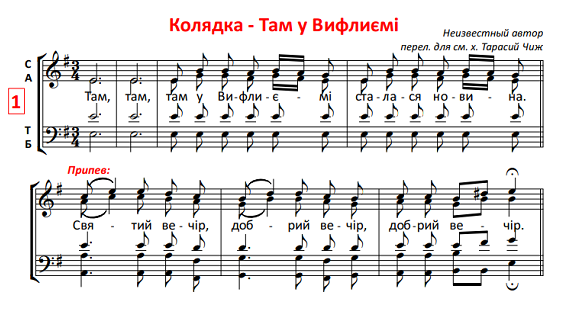 Колядка - Там у Вифлиємі
Неизвестный автор
перел. для см. х. Тарасий Чиж
С
А
1
Там, там, там у Ви-фли - є - мі ста - ла-ся но-ви - на.
Т
Б
Припев:
Свя - тий ве-чір, доб - рий ве-чір, доб-рий ве - чір.